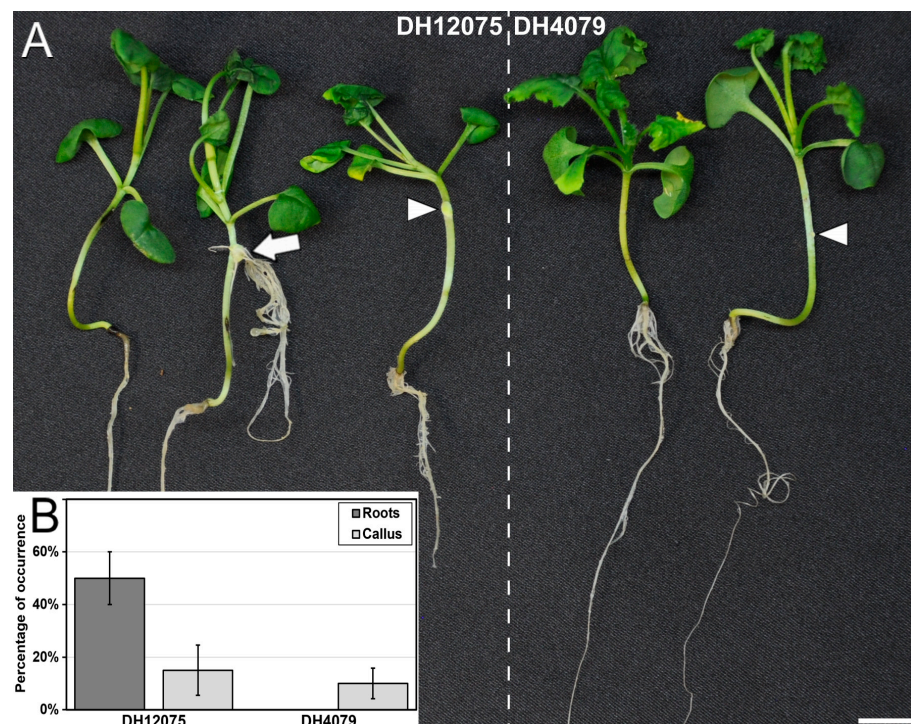 A
DH12075 DH4079
B
Roots
Callus
Percentage of occurrence
60%
40%
20%
0%
DH12075 DH4079